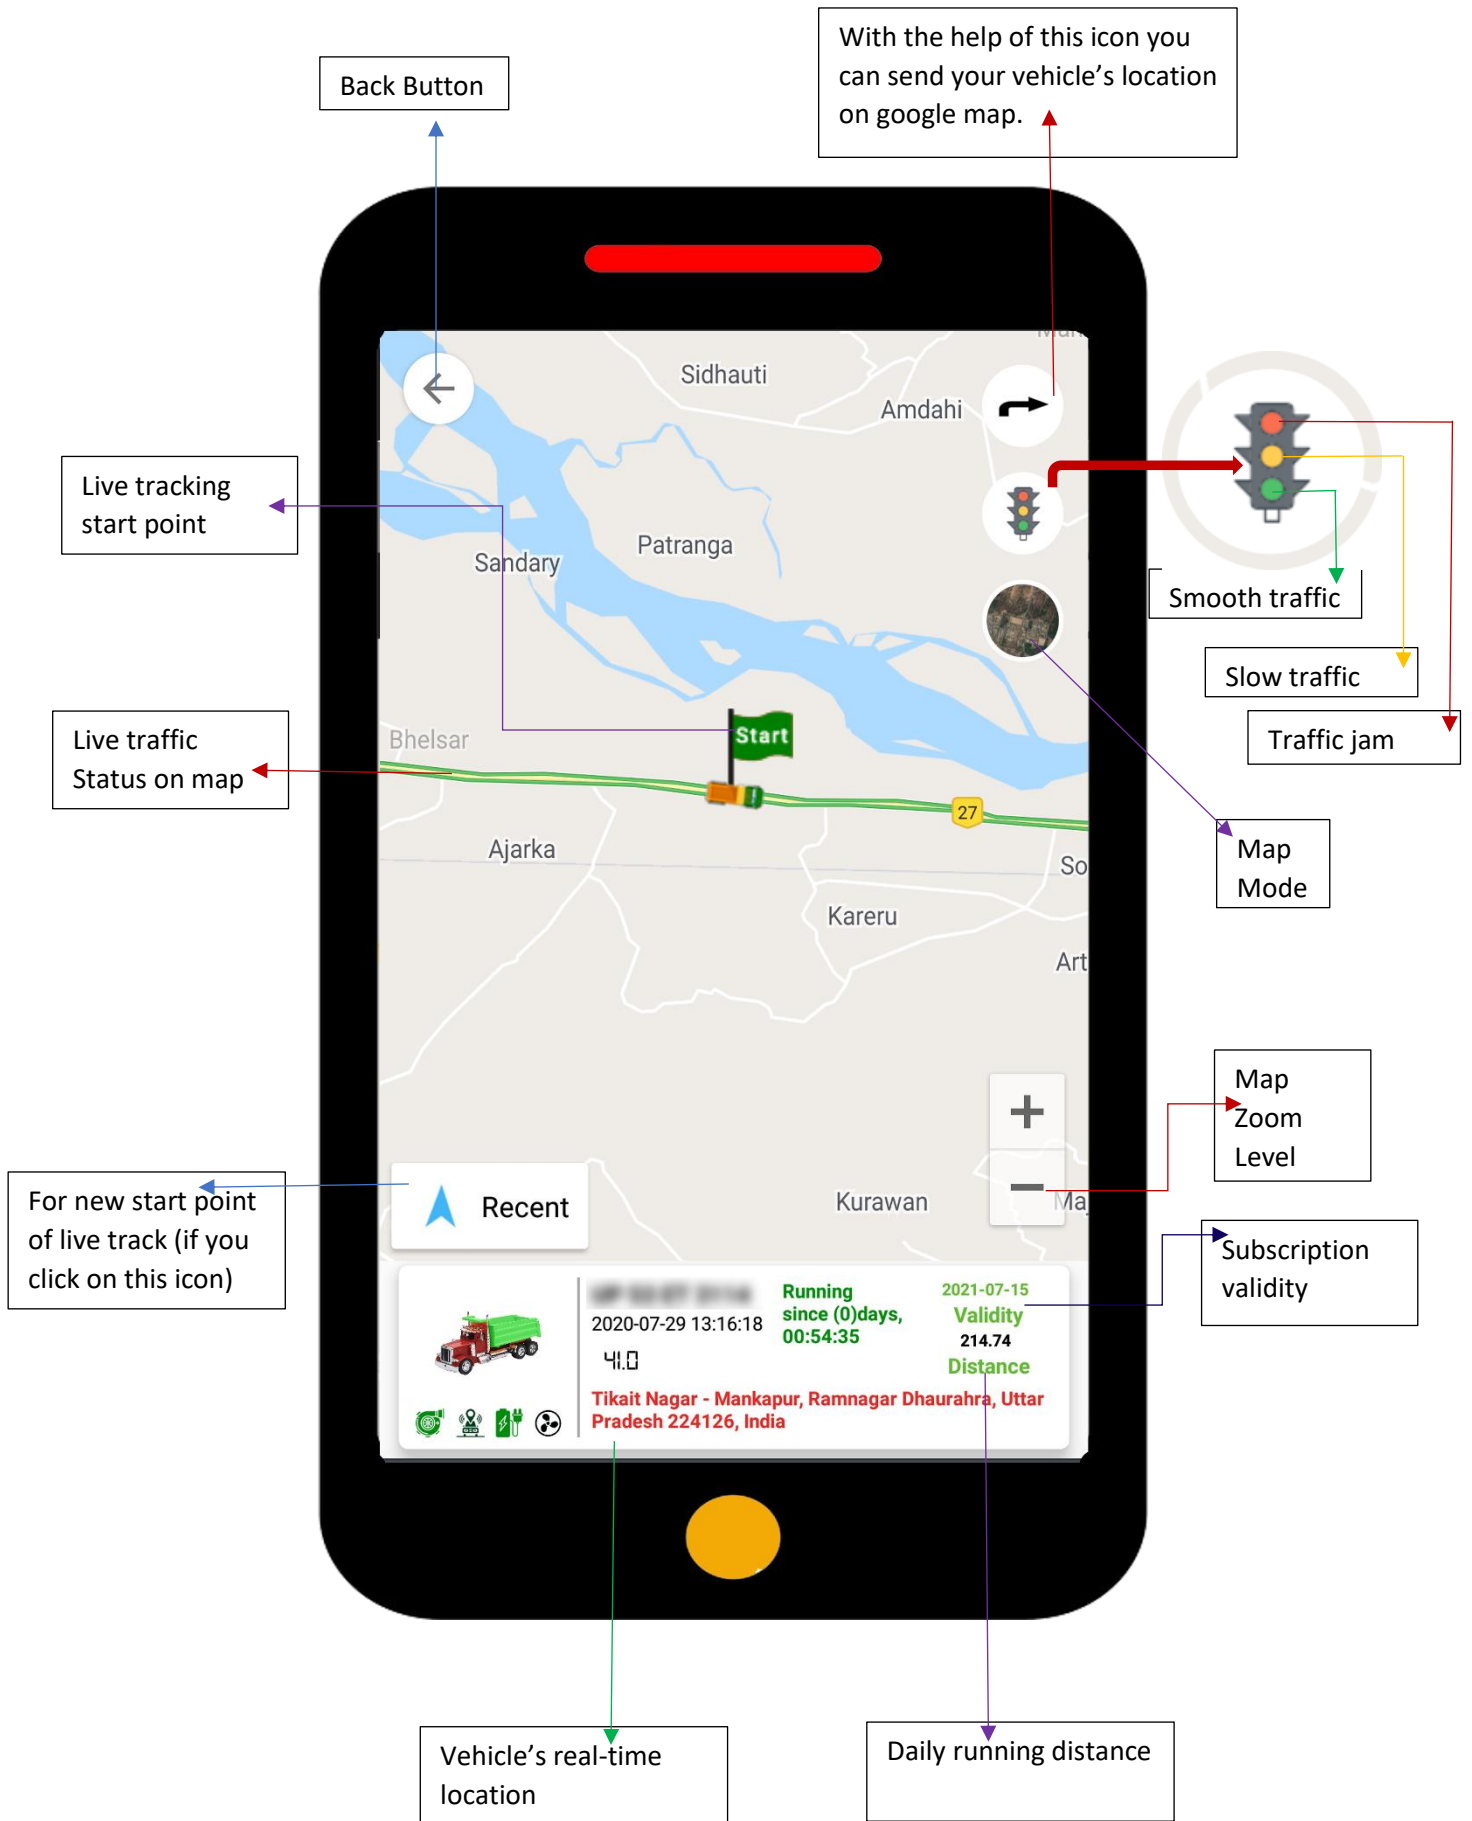 With the help of this icon you
can send your vehicle’s location
on google map.
Back Button
Sidhauti
Amdahi
Live tracking
start point
Patranga
Sandary
Smooth traffic
Slow traffic
Traffic jam
Live traffic
Status on map
Bhelsar
Start
27
Ajarka
So
Map
Mode
Kareru
Art
Map
Zoom
Level
For new start point
of live track (if you
click on this icon)
Recent
Kurawan
Maj
Subscription
validity
2020-07-29 13:16:18
41.0
Running
since (0)days,
00:54:35
2021-07-15
Validity
214.74
Distance
Tikait Nagar - Mankapur, Ramnagar Dhaurahra, Uttar
Pradesh 224126, India
Vehicle’s real-time
location
Daily running distance